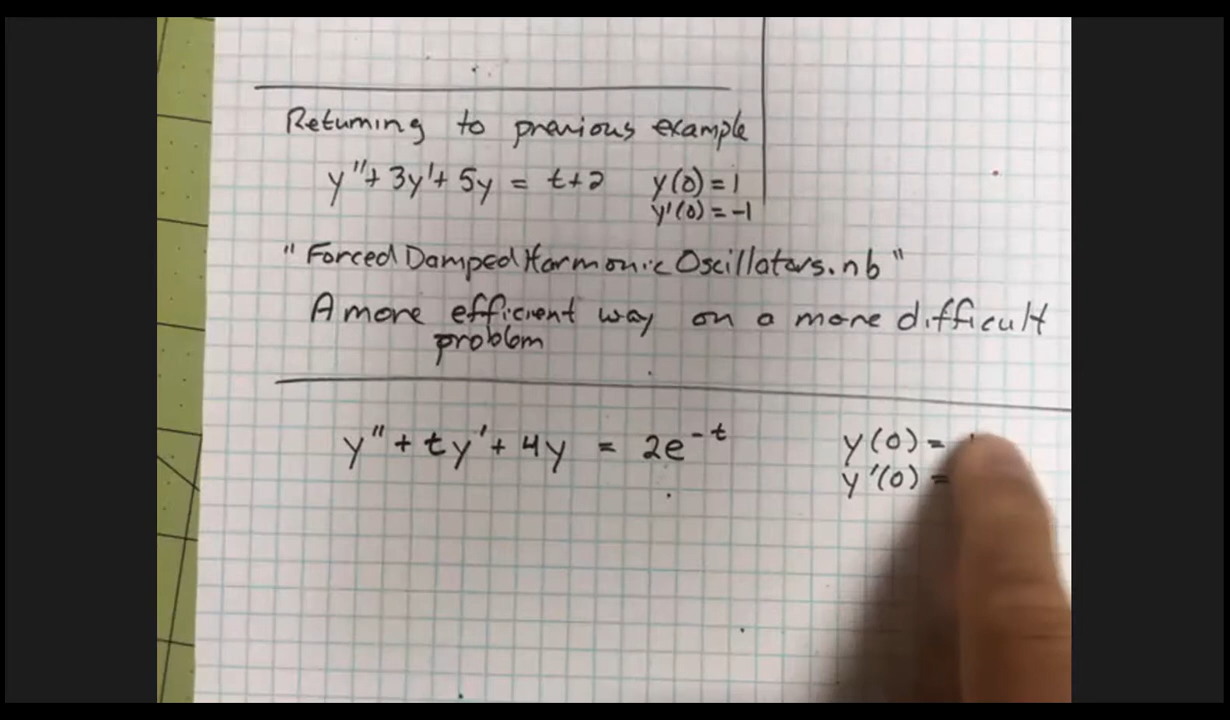 Returning to previous example
y''+ 3y'+ 5y = t+2 y(0)=1
y'(0)=-1
"ForcedDampedHarmonicOscillators.nb"
A more efficient way on a more difficult
problem
y'' + ty' + 4y = 2e^-t y(0)=
y'(0)=